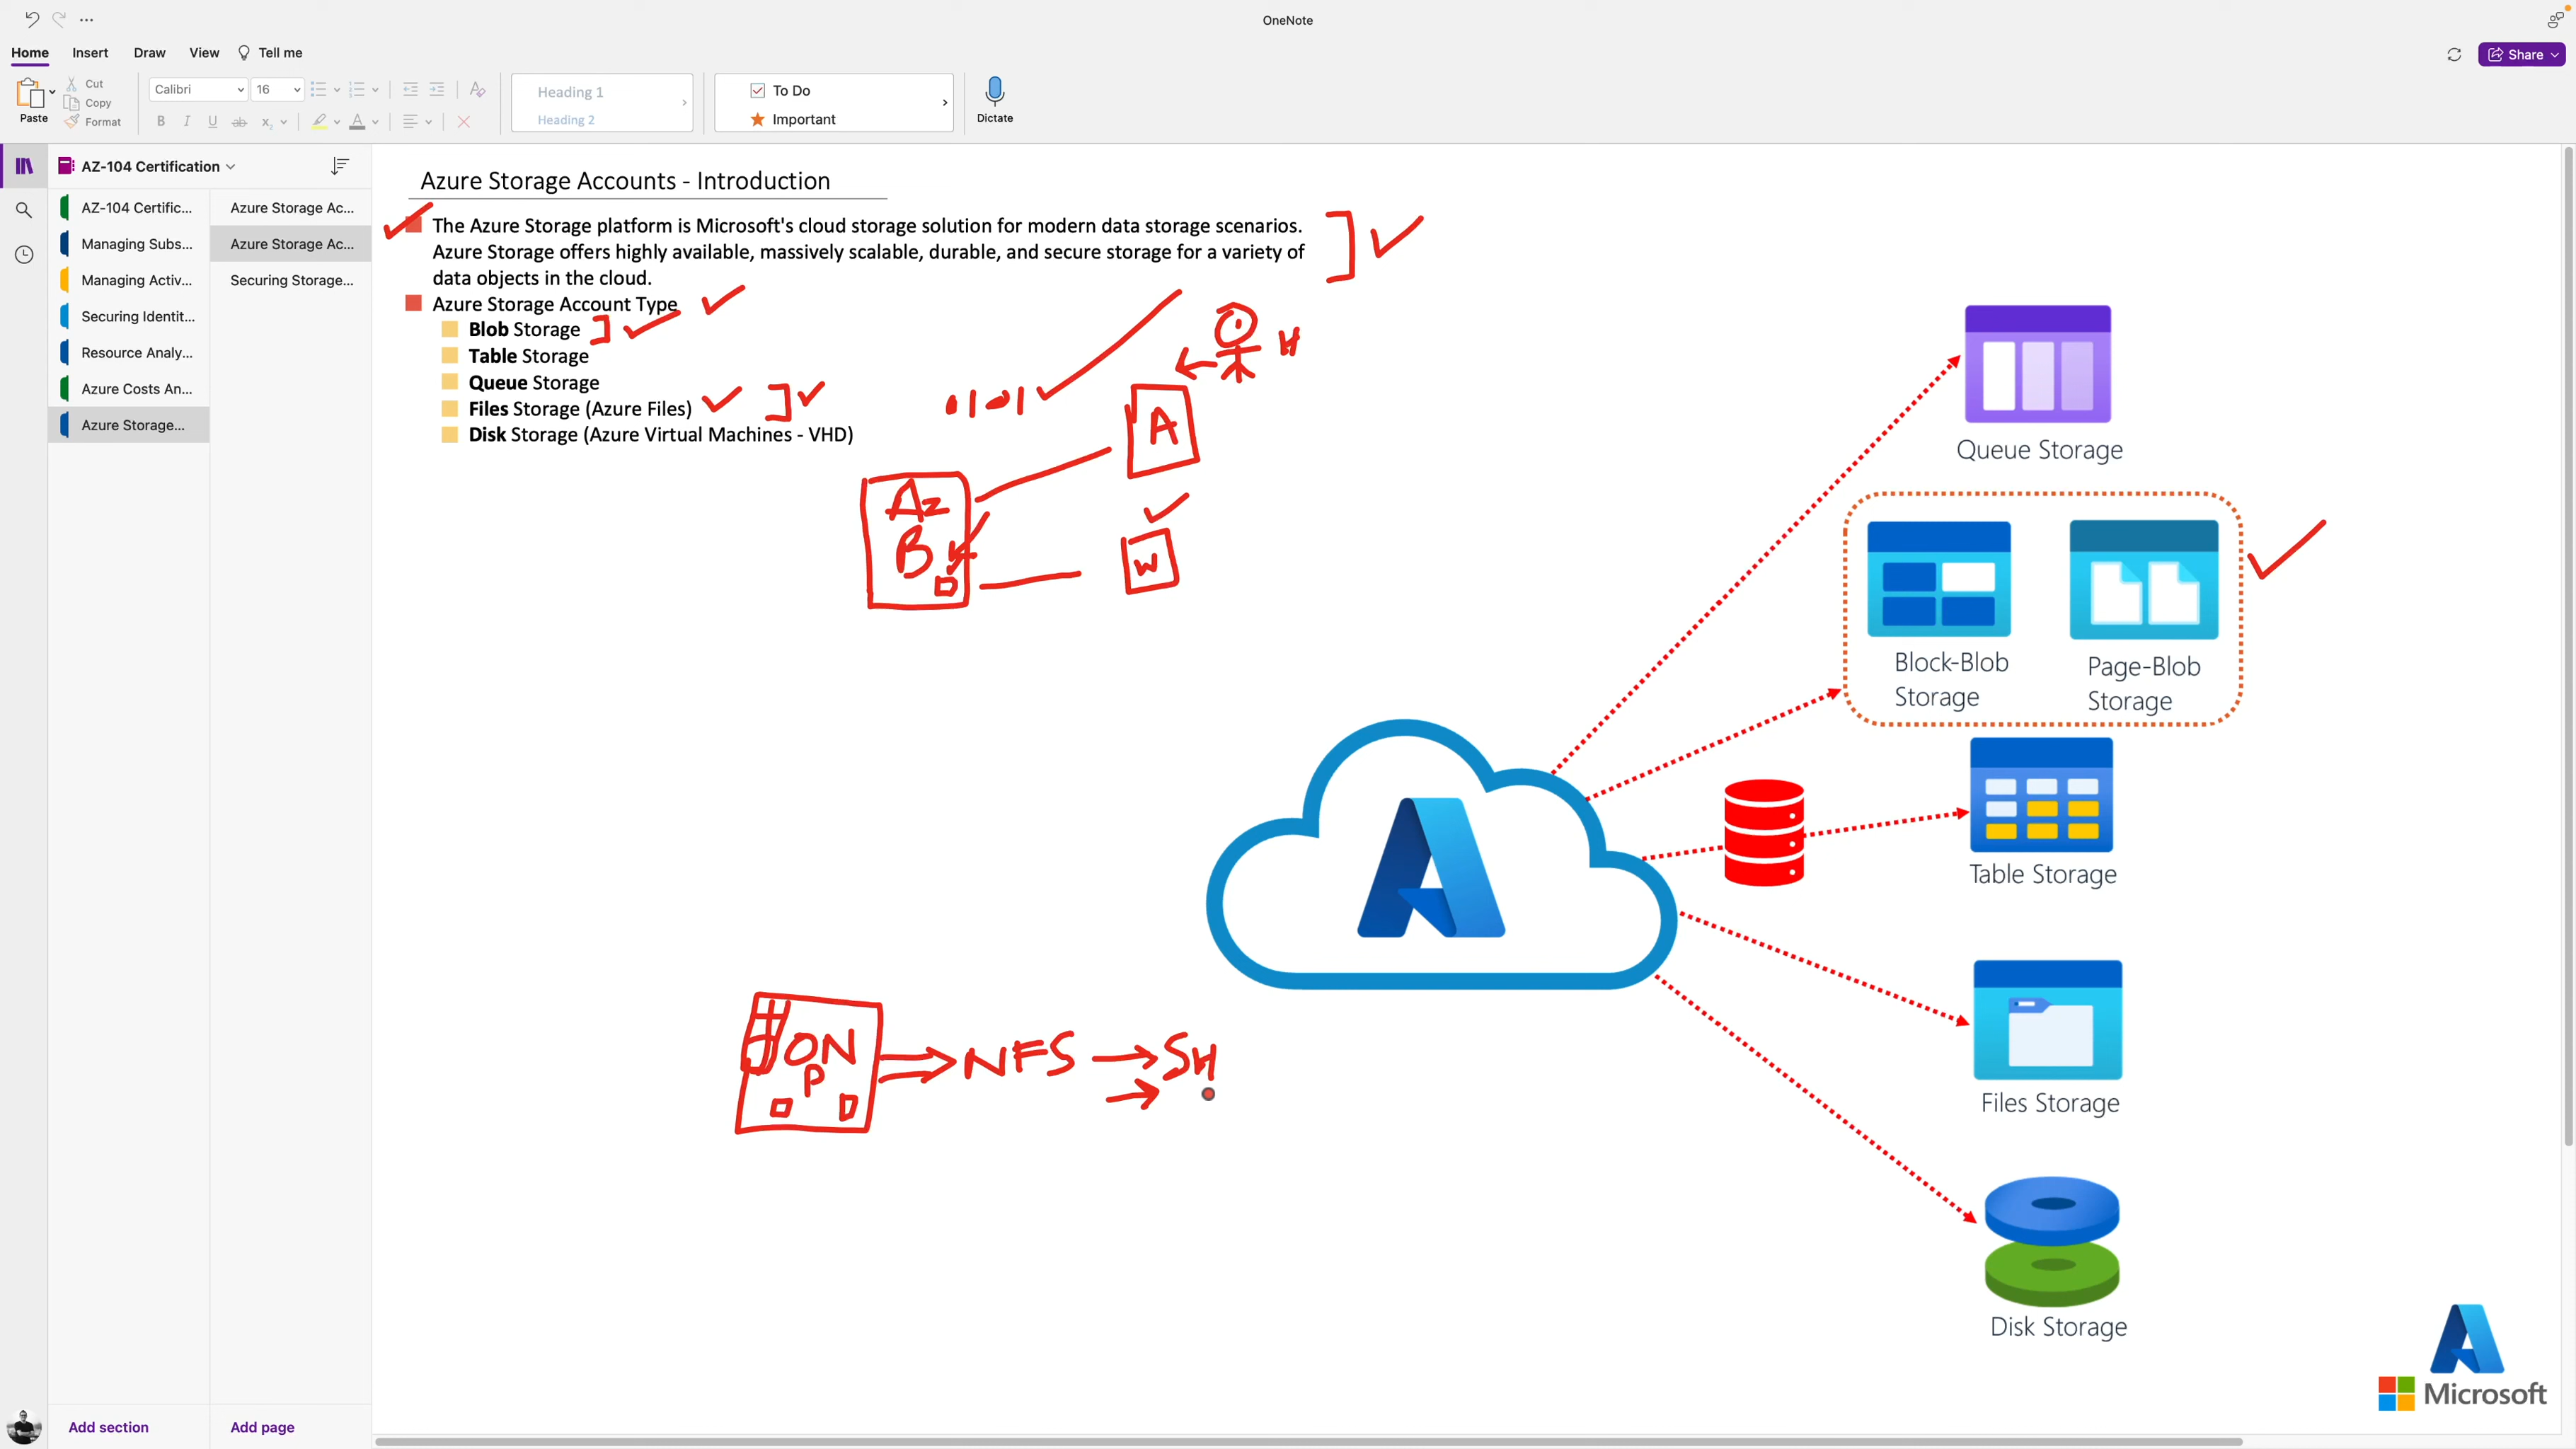 OneNote
Home Insert Draw View Tell me
Share
Paste
Cut
Copy
Format
Calibri 16
Heading 1
Heading 2
To Do
Important
Dictate
AZ-104 Certification
AZ-104 Certific...
Managing Subs...
Managing Activ...
Securing Identit...
Resource Analy...
Azure Costs An...
Azure Storage...
Azure Storage Ac...
Azure Storage Ac...
Securing Storage...
Add section
Add page
Azure Storage Accounts - Introduction
The Azure Storage platform is Microsoft's cloud storage solution for modern data storage scenarios.
Azure Storage offers highly available, massively scalable, durable, and secure storage for a variety of
data objects in the cloud.
Azure Storage Account Type
Blob Storage
Table Storage
Queue Storage
Files Storage (Azure Files)
Disk Storage (Azure Virtual Machines - VHD)
A
Az
B
W
ON
P
NFS
SH
Queue Storage
Block-Blob
Storage
Page-Blob
Storage
Table Storage
Files Storage
Disk Storage
Microsoft